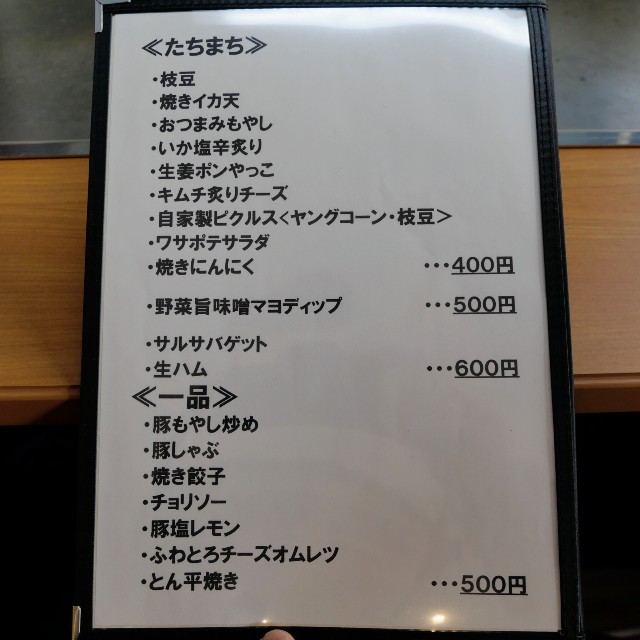 ≪たちまち≫
・枝豆
・焼きイカ天
・おつまみもやし
・いか塩辛炙り
・生姜ポンやっこ
・キムチ炙りチーズ
・自家製ピクルス<ヤングコーン・枝豆>
・ワサポテサラダ
・焼きにんにく ・・・400円
・野菜旨味噌マヨディップ ・・・500円
・サルサバゲット
・生ハム ・・・600円
≪一品≫
・豚もやし炒め
・豚しゃぶ
・焼き餃子
・チョリソー
・豚塩レモン
・ふわとろチーズオムレツ
・とん平焼き ・・・500円